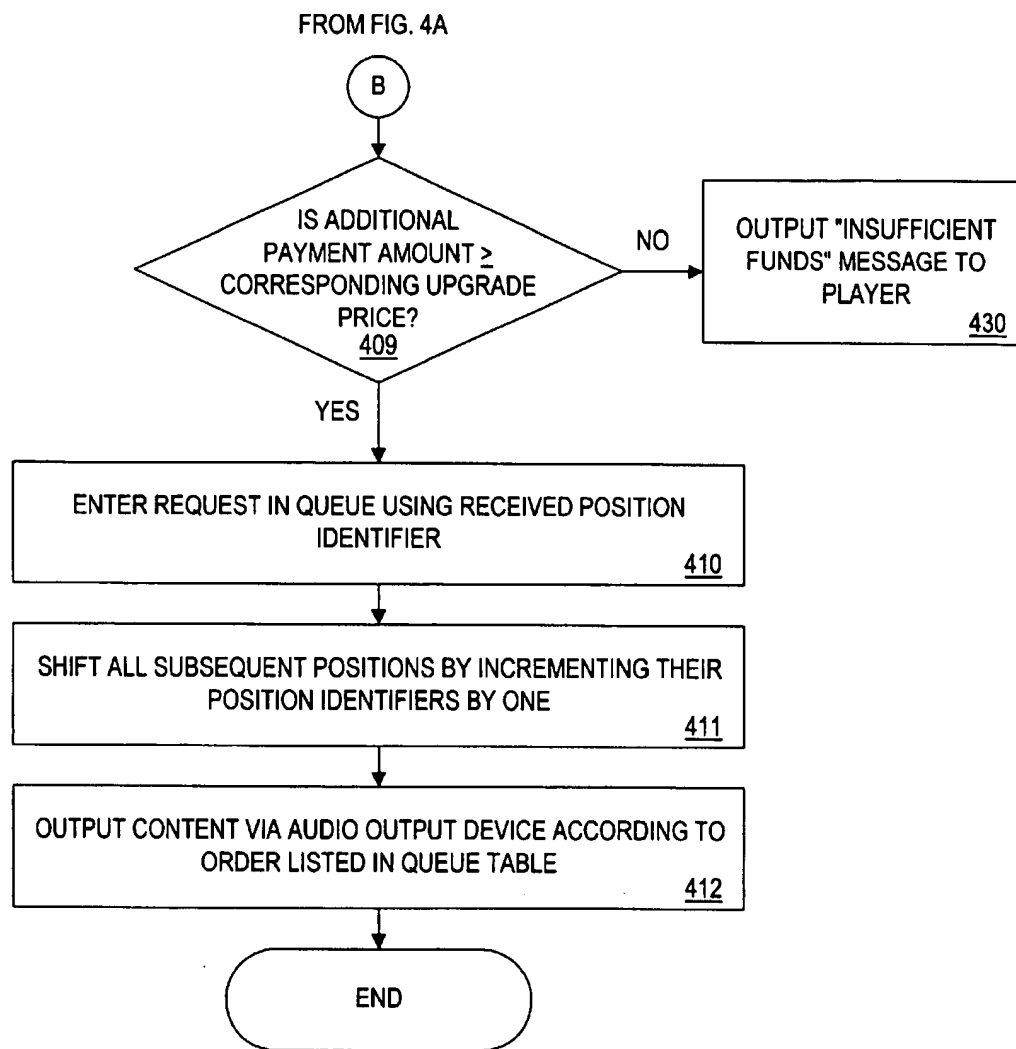 FROM FIG. 4A
B
IS ADDITIONAL
PAYMENT AMOUNT ≥
CORRESPONDING UPGRADE
PRICE?
409
NO
OUTPUT "INSUFFICIENT
FUNDS" MESSAGE TO
PLAYER
430
YES
ENTER REQUEST IN QUEUE USING RECEIVED POSITION
IDENTIFIER
410
SHIFT ALL SUBSEQUENT POSITIONS BY INCREMENTING THEIR
POSITION IDENTIFIERS BY ONE
411
OUTPUT CONTENT VIA AUDIO OUTPUT DEVICE ACCORDING TO
ORDER LISTED IN QUEUE TABLE
412
END